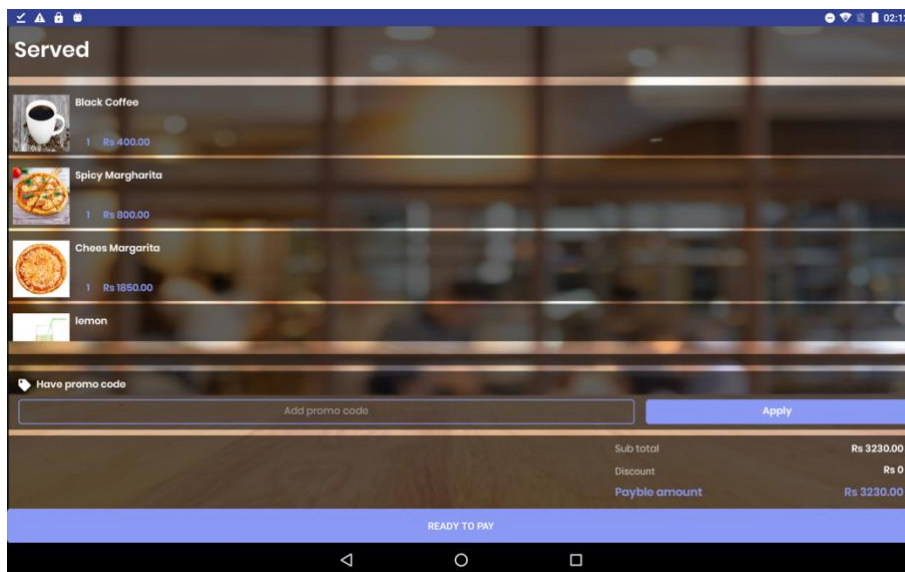 02:1
Served
Black Coffee
1 Rs 400.00
Spicy Margharita
1 Rs 800.00
Chees Margarita
1 Rs 1850.00
lemon
Have promo code
Add promo code Apply
Sub total Rs 3230.00
Discount Rs 0
Payble amount Rs 3230.00
READY TO PAY